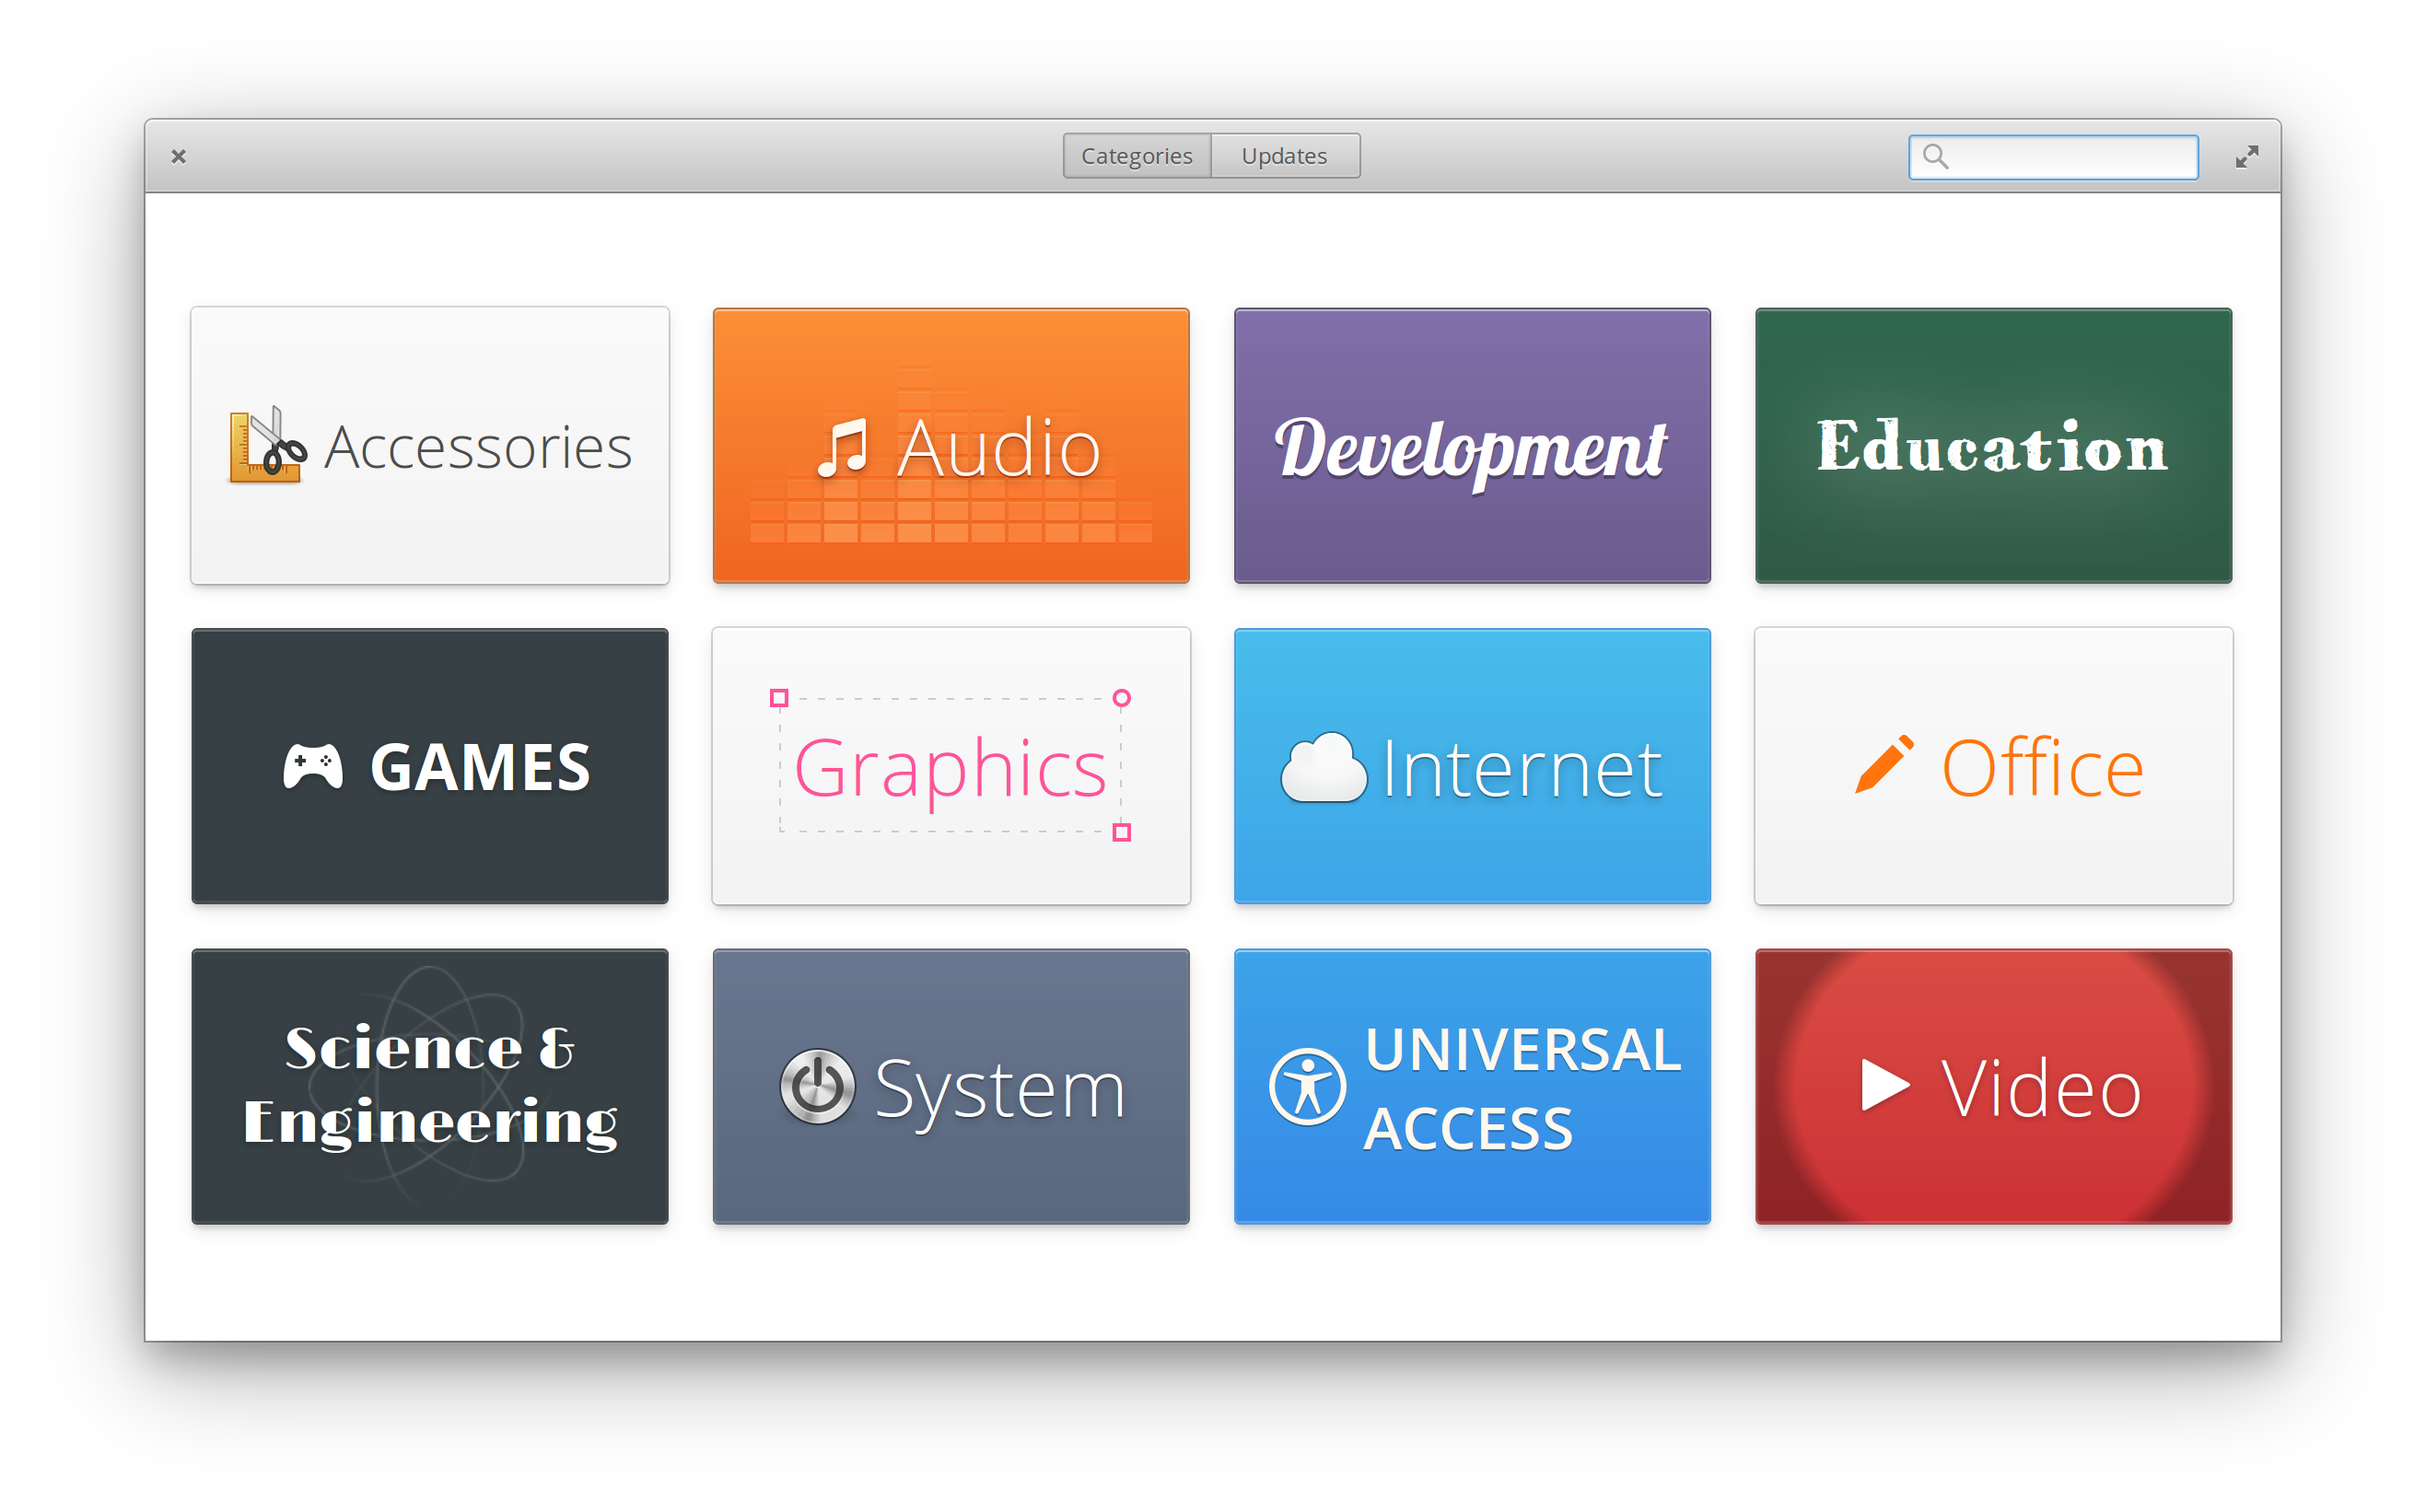 Categories
Updates
Accessories
Audio
Development
Education
GAMES
Graphics
Internet
Office
Science &
Engineering
System
UNIVERSAL
ACCESS
Video